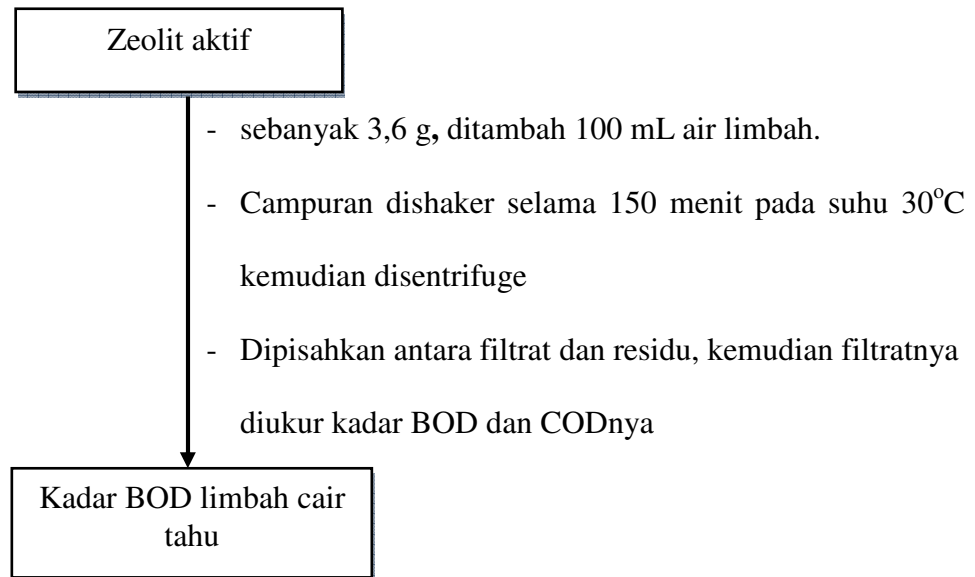 Zeolit aktif
- sebanyak 3,6 g, ditambah 100 mL air limbah.
- Campuran dishaker selama 150 menit pada suhu 30°C
kemudian disentrifuge
- Dipisahkan antara filtrat dan residu, kemudian filtratnya
diukur kadar BOD dan CODnya
Kadar BOD limbah cair
tahu